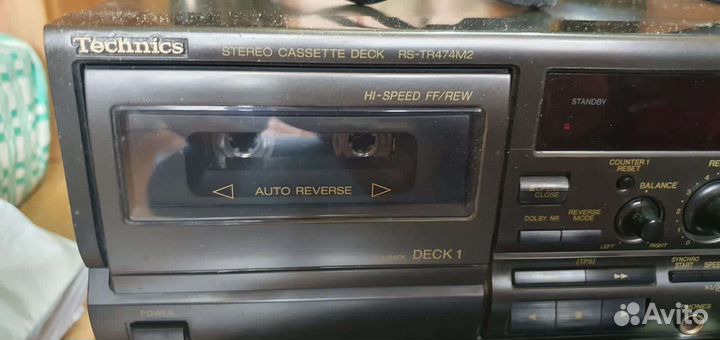 Technics
STEREO CASSETTE DECK RS-TR474M2
HI-SPEED FF/REW
AUTO REVERSE
DECK 1
POWER
STANDBY
COUNTER 1
RESET
BALANCE
CLOSE
DOLBY NR
REVERSE
MODE
LEFT
RIGHT
[TPS]
SYNCHRO
START
Avito